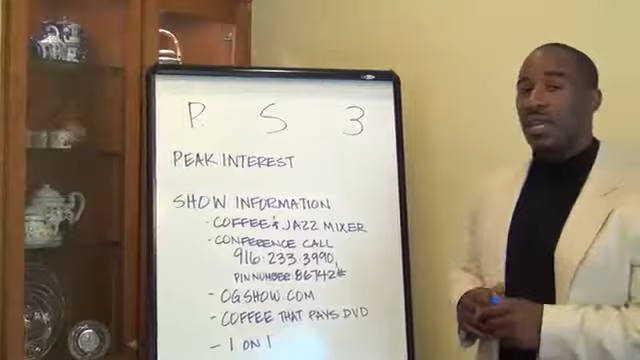 P S 3
PEAK INTEREST
SHOW INFORMATION
- COFFEE & JAZZ MIXER
- CONFERENCE CALL
916.233.3990,
PIN NUMBER: 86742#
- OGSHOW.COM
- COFFEE THAT PAYS DVD
- 1 ON 1